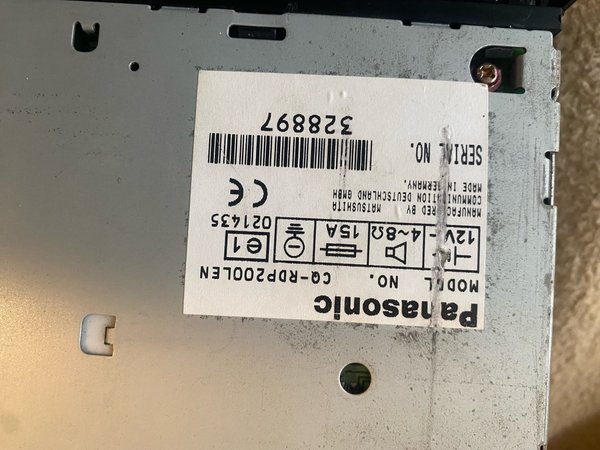 Panasonic
MODEL NO. CQ-RDP200LEN
12V⎓ 4~8Ω 15A e1
021435
MANUFACTURED BY MATSUSHITA
COMMUNICATION DEUTSCHLAND GMBH
MADE IN GERMANY.
CE
SERIAL NO.
328897